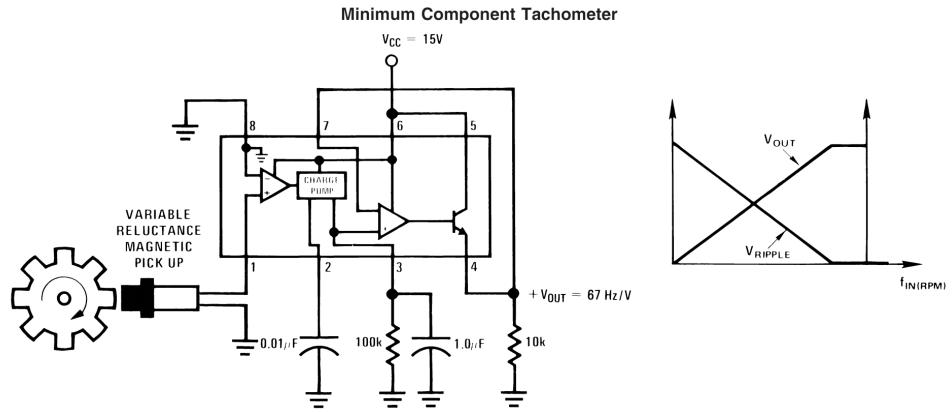 Minimum Component Tachometer
VCC = 15V
8
7
6
5
CHARGE
PUMP
−
+
+
VARIABLE
RELUCTANCE
MAGNETIC
PICK UP
1
2
3
4
+ VOUT = 67 Hz/V
0.01μF
100k
1.0μF
10k
VOUT
VRIPPLE
fIN(RPM)